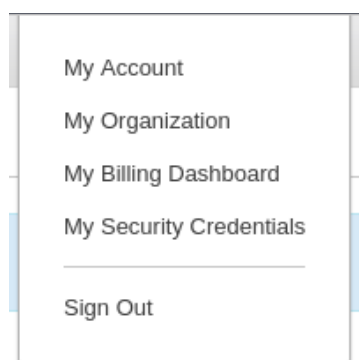 My Account
My Organization
My Billing Dashboard
My Security Credentials
Sign Out